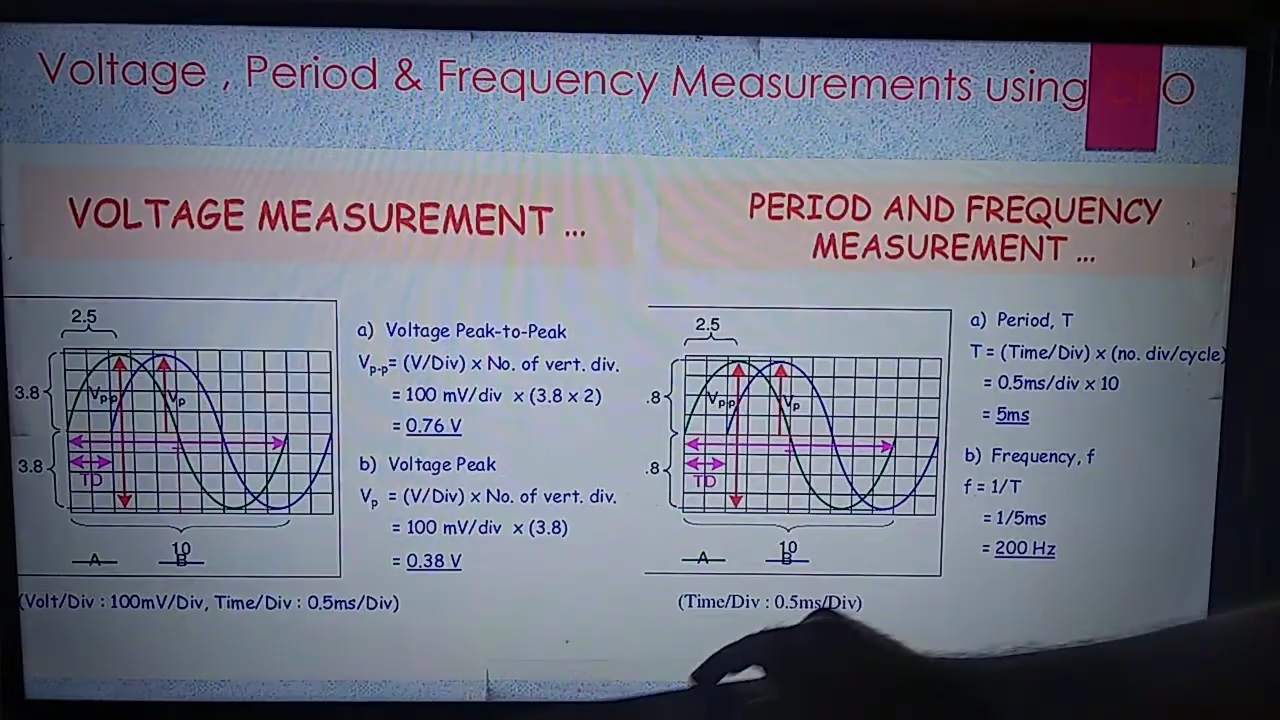 Voltage , Period & Frequency Measurements using CRO
VOLTAGE MEASUREMENT ...
2.5
3.8
3.8
Vp-p
Vp
TD
10
A
B
(Volt/Div : 100mV/Div, Time/Div : 0.5ms/Div)
a) Voltage Peak-to-Peak
Vp-p= (V/Div) x No. of vert. div.
= 100 mV/div x (3.8 x 2)
= 0.76 V
b) Voltage Peak
Vp = (V/Div) x No. of vert. div.
= 100 mV/div x (3.8)
= 0.38 V
PERIOD AND FREQUENCY
MEASUREMENT ...
2.5
.8
.8
Vp-p
Vp
TD
10
A
B
(Time/Div : 0.5ms/Div)
a) Period, T
T = (Time/Div) x (no. div/cycle)
= 0.5ms/div x 10
= 5ms
b) Frequency, f
f = 1/T
= 1/5ms
= 200 Hz